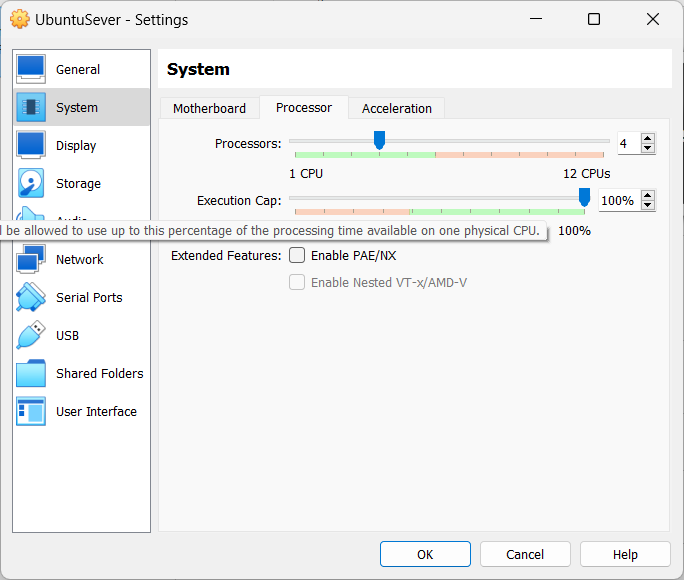 UbuntuSever - Settings
General
System
Display
Storage
Network
Serial Ports
USB
Shared Folders
User Interface
System
Motherboard
Processor
Acceleration
Processors:
4
1 CPU
12 CPUs
Execution Cap:
100%
be allowed to use up to this percentage of the processing time available on one physical CPU.
100%
Extended Features:
Enable PAE/NX
Enable Nested VT-x/AMD-V
OK
Cancel
Help